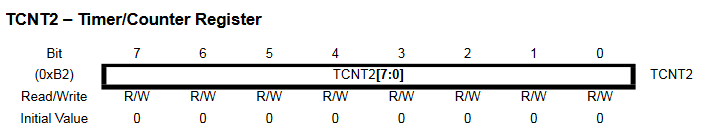 TCNT2 – Timer/Counter Register
Bit 7 6 5 4 3 2 1 0
(0xB2) TCNT2[7:0] TCNT2
Read/Write R/W R/W R/W R/W R/W R/W R/W R/W
Initial Value 0 0 0 0 0 0 0 0